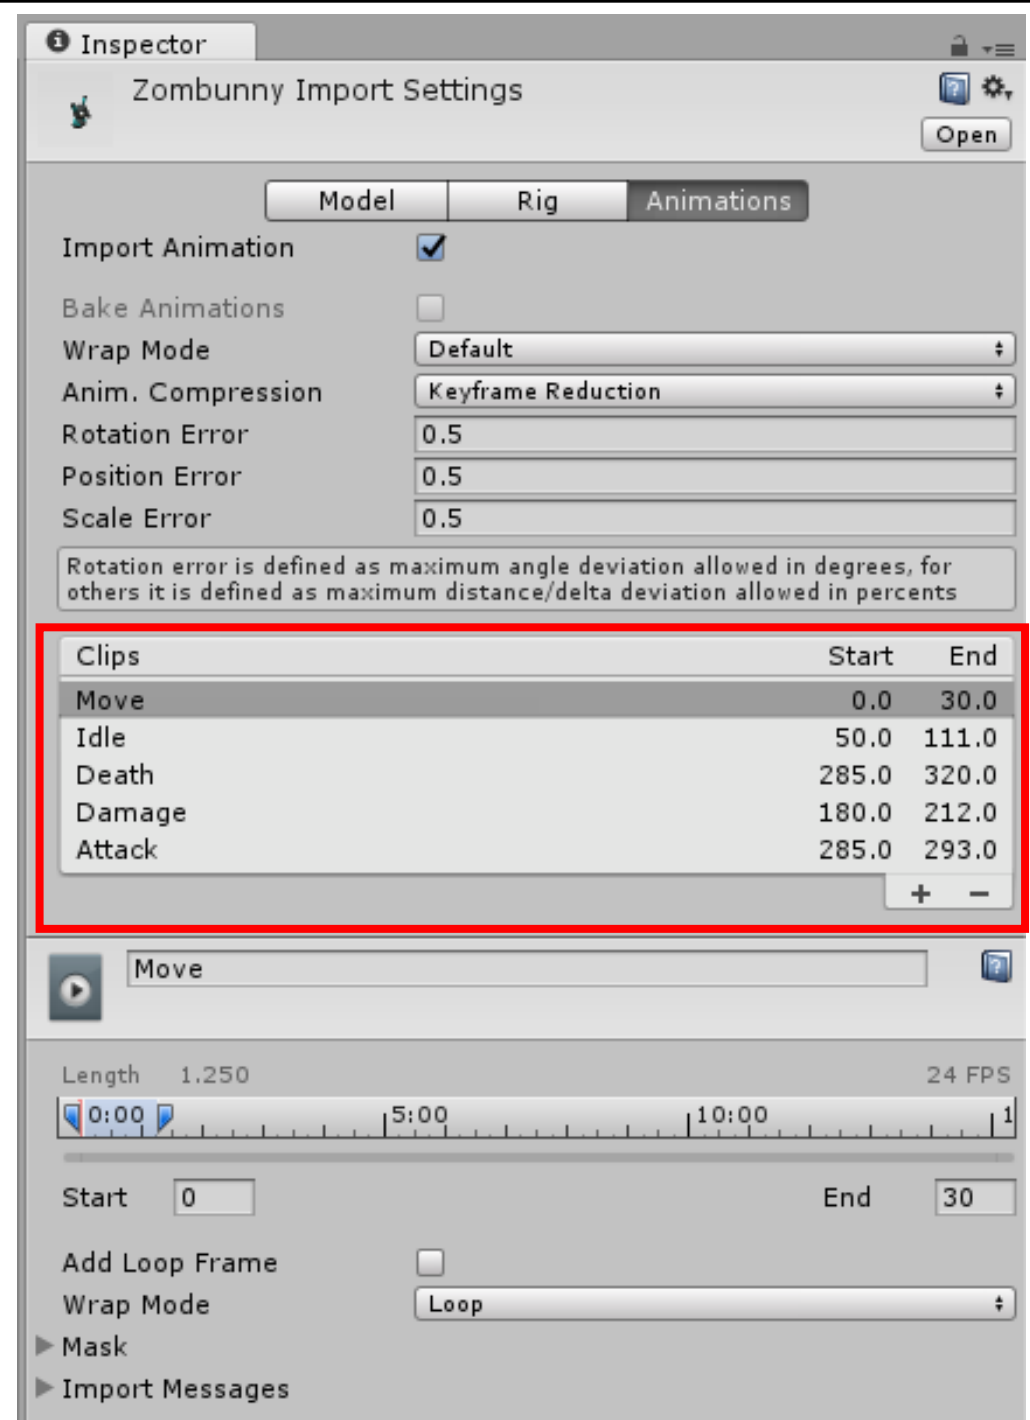 Inspector
Zombunny Import Settings
Open
Model Rig Animations
Import Animation
Bake Animations
Wrap Mode Default
Anim. Compression Keyframe Reduction
Rotation Error 0.5
Position Error 0.5
Scale Error 0.5
Rotation error is defined as maximum angle deviation allowed in degrees, for
others it is defined as maximum distance/delta deviation allowed in percents
Clips Start End
Move 0.0 30.0
Idle 50.0 111.0
Death 285.0 320.0
Damage 180.0 212.0
Attack 285.0 293.0
+ −
Move
Length 1.250 24 FPS
0:00 5:00 10:00 1
Start 0 End 30
Add Loop Frame
Wrap Mode Loop
Mask
Import Messages